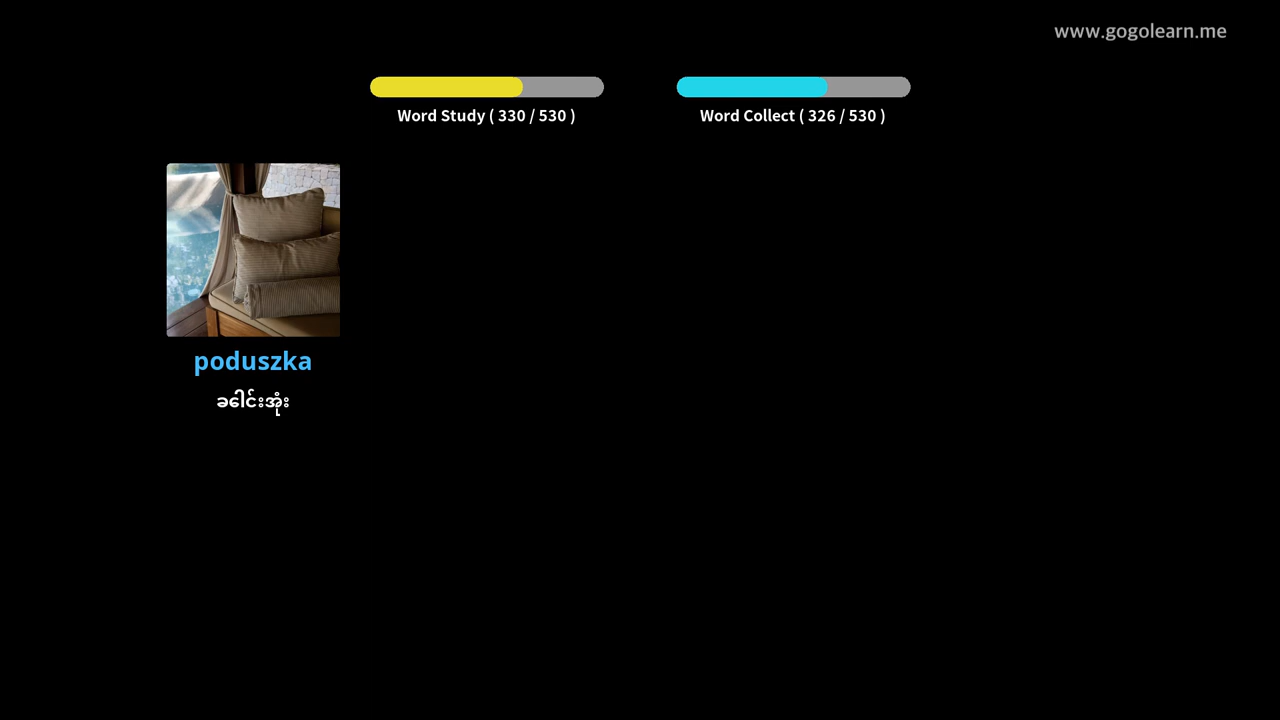 www.gogolearn.me
Word Study ( 330 / 530 )
Word Collect ( 326 / 530 )
poduszka
ခေါင်းအုံး